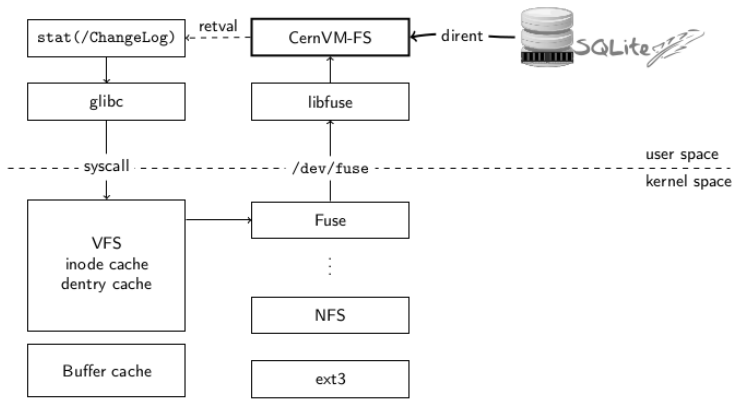 retval
stat(/ChangeLog)
CernVM-FS
dirent
SQLite
glibc
libfuse
syscall
/dev/fuse
user space
kernel space
VFS
inode cache
dentry cache
Fuse
NFS
Buffer cache
ext3